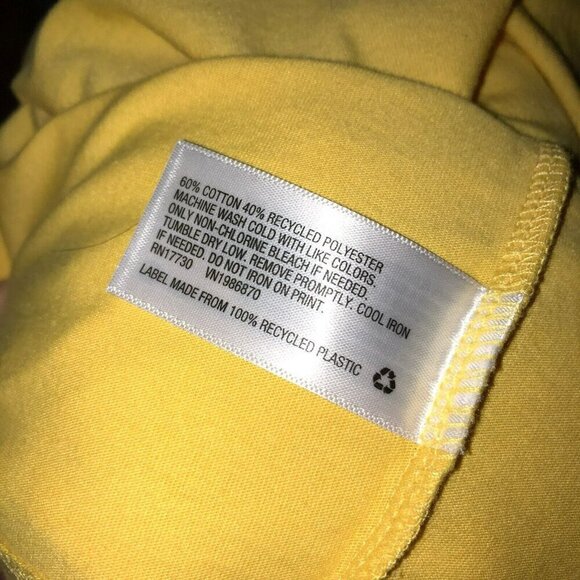 60% COTTON 40% RECYCLED POLYESTER
MACHINE WASH COLD WITH LIKE COLORS.
ONLY NON-CHLORINE BLEACH IF NEEDED.
TUMBLE DRY LOW. REMOVE PROMPTLY. COOL IRON
IF NEEDED. DO NOT IRON ON PRINT.
RN17730 VN1986870
LABEL MADE FROM 100% RECYCLED PLASTIC